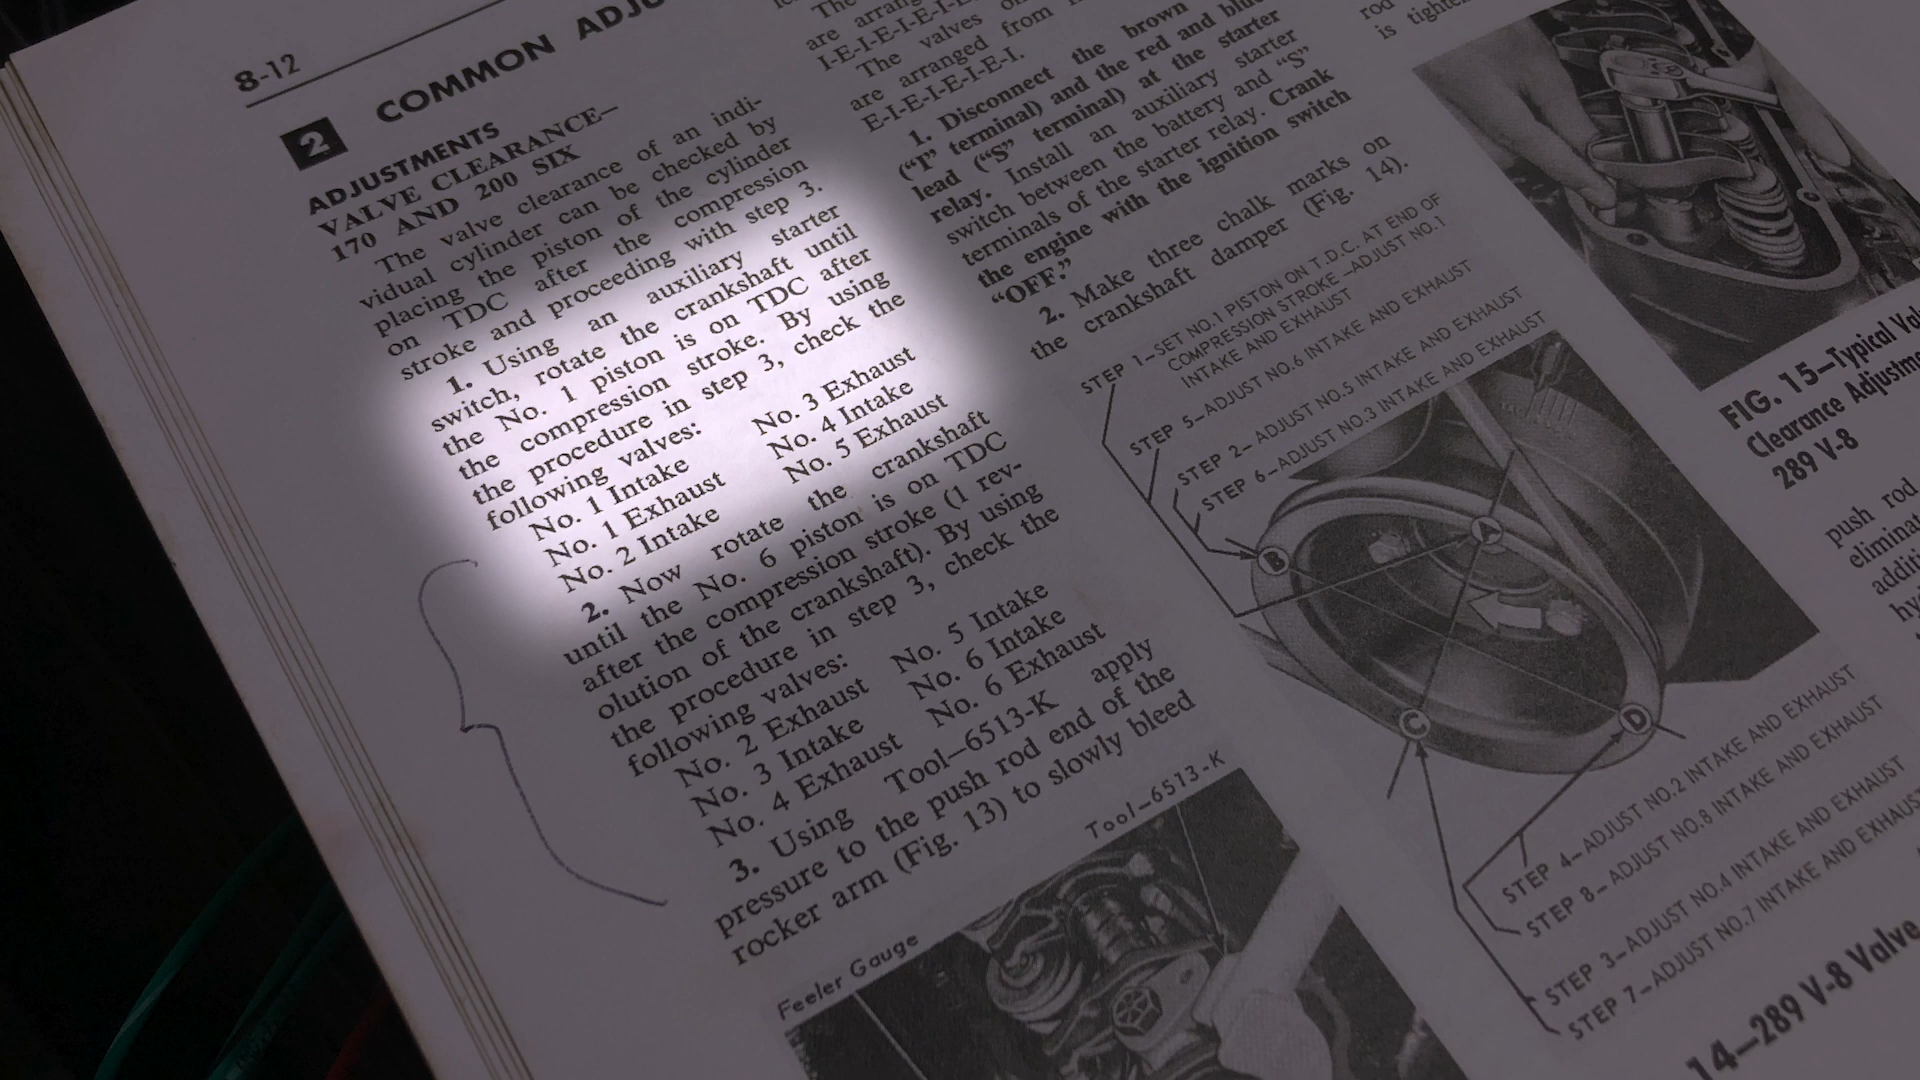 8-12
2 COMMON ADJU
ADJUSTMENTS
VALVE CLEARANCE—
170 AND 200 SIX
The valve clearance of an indi-
vidual cylinder can be checked by
placing the piston of the cylinder
on TDC after the compression
stroke and proceeding with step 3.
1. Using an auxiliary starter
switch, rotate the crankshaft until
the No. 1 piston is on TDC after
the compression stroke. By using
the procedure in step 3, check the
following valves:
No. 1 Intake No. 3 Exhaust
No. 1 Exhaust No. 4 Intake
No. 2 Intake No. 5 Exhaust
2. Now rotate the crankshaft
until the No. 6 piston is on TDC
after the compression stroke (1 rev-
olution of the crankshaft). By using
the procedure in step 3, check the
following valves:
No. 2 Exhaust No. 5 Intake
No. 3 Intake No. 6 Intake
No. 4 Exhaust No. 6 Exhaust
3. Using Tool—6513-K apply
pressure to the push rod end of the
rocker arm (Fig. 13) to slowly bleed
Tool—6513-K
Feeler Gauge
The
are arrang
I-E-I-E-I-E-I-E
The valves
are arranged from
E-I-E-I-E-I-E-I.
1. Disconnect the brown
("I" terminal) and the red and blue
lead ("S" terminal) at the starter
relay. Install an auxiliary starter
switch between the battery and "S"
terminals of the starter relay. Crank
the engine with the ignition switch
"OFF."
2. Make three chalk marks on
the crankshaft damper (Fig. 14).
STEP 1—SET NO.1 PISTON ON T.D.C. AT END OF
COMPRESSION STROKE—ADJUST NO.1
INTAKE AND EXHAUST
STEP 5—ADJUST NO.6 INTAKE AND EXHAUST
STEP 2—ADJUST NO.5 INTAKE AND EXHAUST
STEP 6—ADJUST NO.3 INTAKE AND EXHAUST
A
B
C
D
STEP 4—ADJUST NO.2 INTAKE AND EXHAUST
STEP 8—ADJUST NO.8 INTAKE AND EXHAUST
STEP 3—ADJUST NO.4 INTAKE AND EXHAUST
STEP 7—ADJUST NO.7 INTAKE AND EXHAUST
14—289 V-8 Valve
rod
is tighte
FIG. 15—Typical Val
Clearance Adjustme
289 V-8
push rod
eliminat
additi
hy